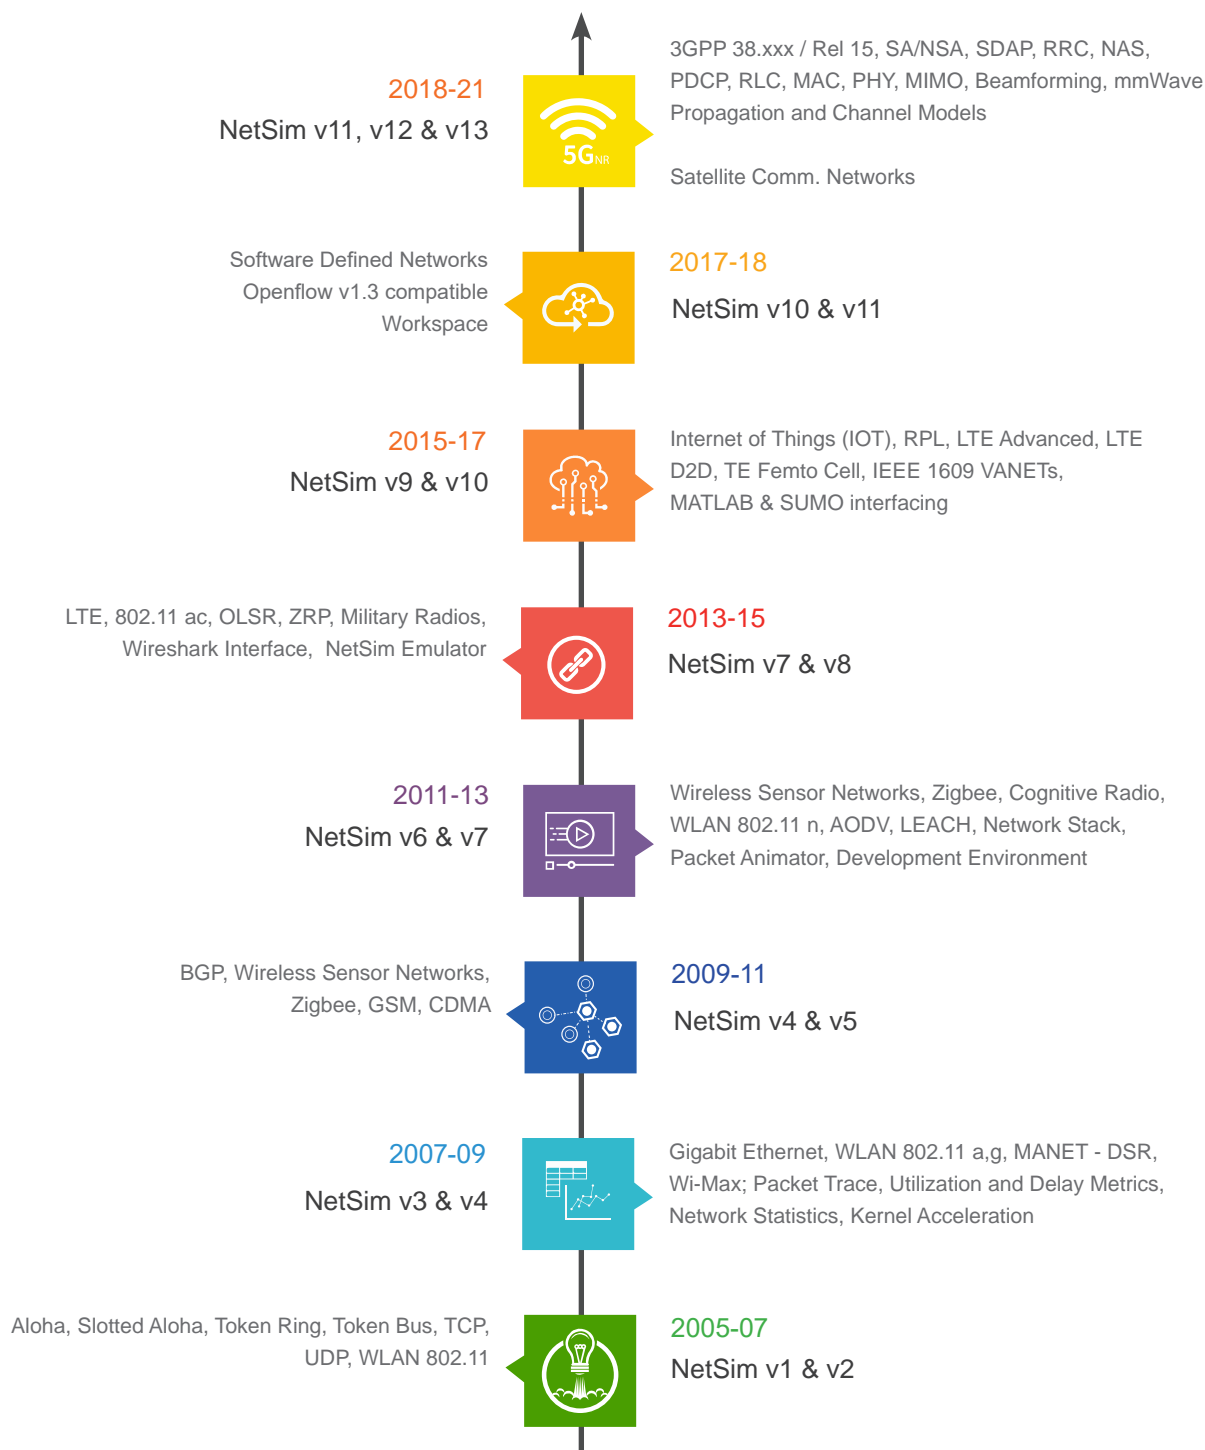 3GPP 38.xxx / Rel 15, SA/NSA, SDAP, RRC, NAS,
PDCP, RLC, MAC, PHY, MIMO, Beamforming, mmWave
Propagation and Channel Models
Satellite Comm. Networks
2018-21
NetSim v11, v12 & v13
5G NR
Software Defined Networks
Openflow v1.3 compatible
Workspace
2017-18
NetSim v10 & v11
2015-17
NetSim v9 & v10
Internet of Things (IOT), RPL, LTE Advanced, LTE
D2D, TE Femto Cell, IEEE 1609 VANETs,
MATLAB & SUMO interfacing
LTE, 802.11 ac, OLSR, ZRP, Military Radios,
Wireshark Interface, NetSim Emulator
2013-15
NetSim v7 & v8
2011-13
NetSim v6 & v7
Wireless Sensor Networks, Zigbee, Cognitive Radio,
WLAN 802.11 n, AODV, LEACH, Network Stack,
Packet Animator, Development Environment
BGP, Wireless Sensor Networks,
Zigbee, GSM, CDMA
2009-11
NetSim v4 & v5
2007-09
NetSim v3 & v4
Gigabit Ethernet, WLAN 802.11 a,g, MANET - DSR,
Wi-Max; Packet Trace, Utilization and Delay Metrics,
Network Statistics, Kernel Acceleration
Aloha, Slotted Aloha, Token Ring, Token Bus, TCP,
UDP, WLAN 802.11
2005-07
NetSim v1 & v2